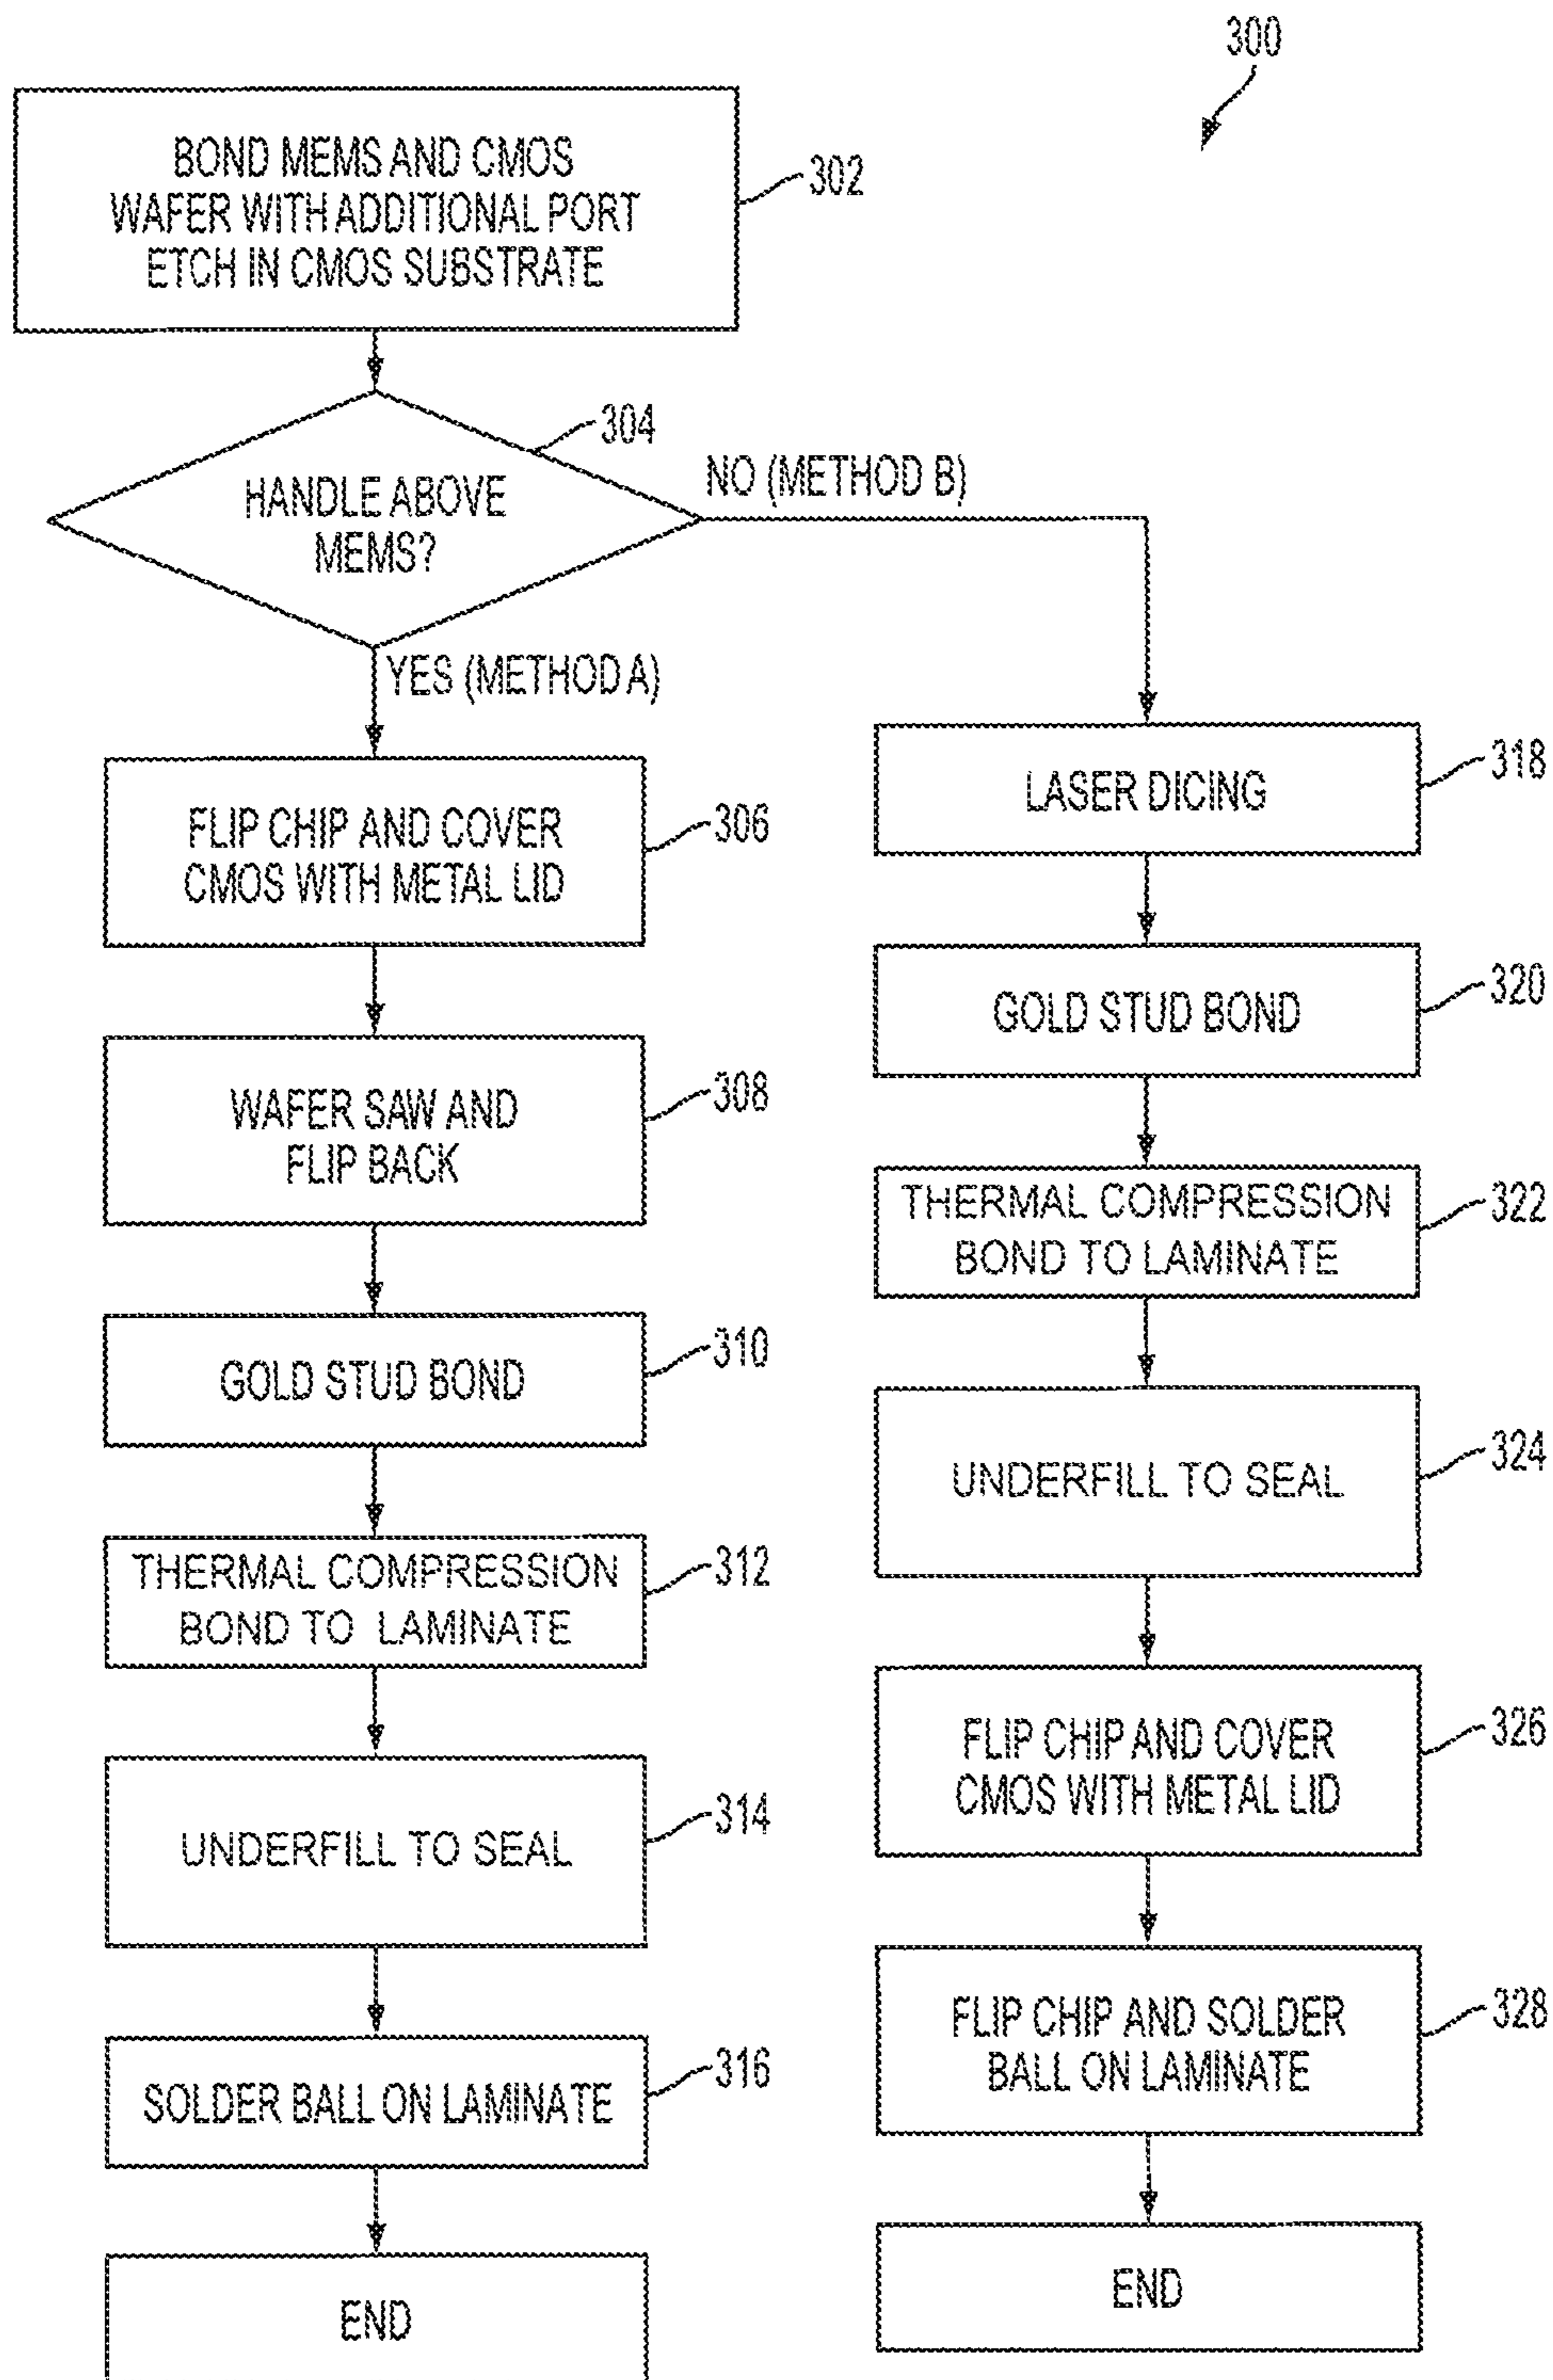 300
BOND MEMS AND CMOS
WAFER WITH ADDITIONAL PORT
ETCH IN CMOS SUBSTRATE
302
304
HANDLE ABOVE
MEMS?
NO (METHOD B)
YES (METHOD A)
FLIP CHIP AND COVER
CMOS WITH METAL LID
306
WAFER SAW AND
FLIP BACK
308
GOLD STUD BOND
310
THERMAL COMPRESSION
BOND TO LAMINATE
312
UNDERFILL TO SEAL
314
SOLDER BALL ON LAMINATE
316
END
LASER DICING
318
GOLD STUD BOND
320
THERMAL COMPRESSION
BOND TO LAMINATE
322
UNDERFILL TO SEAL
324
FLIP CHIP AND COVER
CMOS WITH METAL LID
326
FLIP CHIP AND SOLDER
BALL ON LAMINATE
328
END